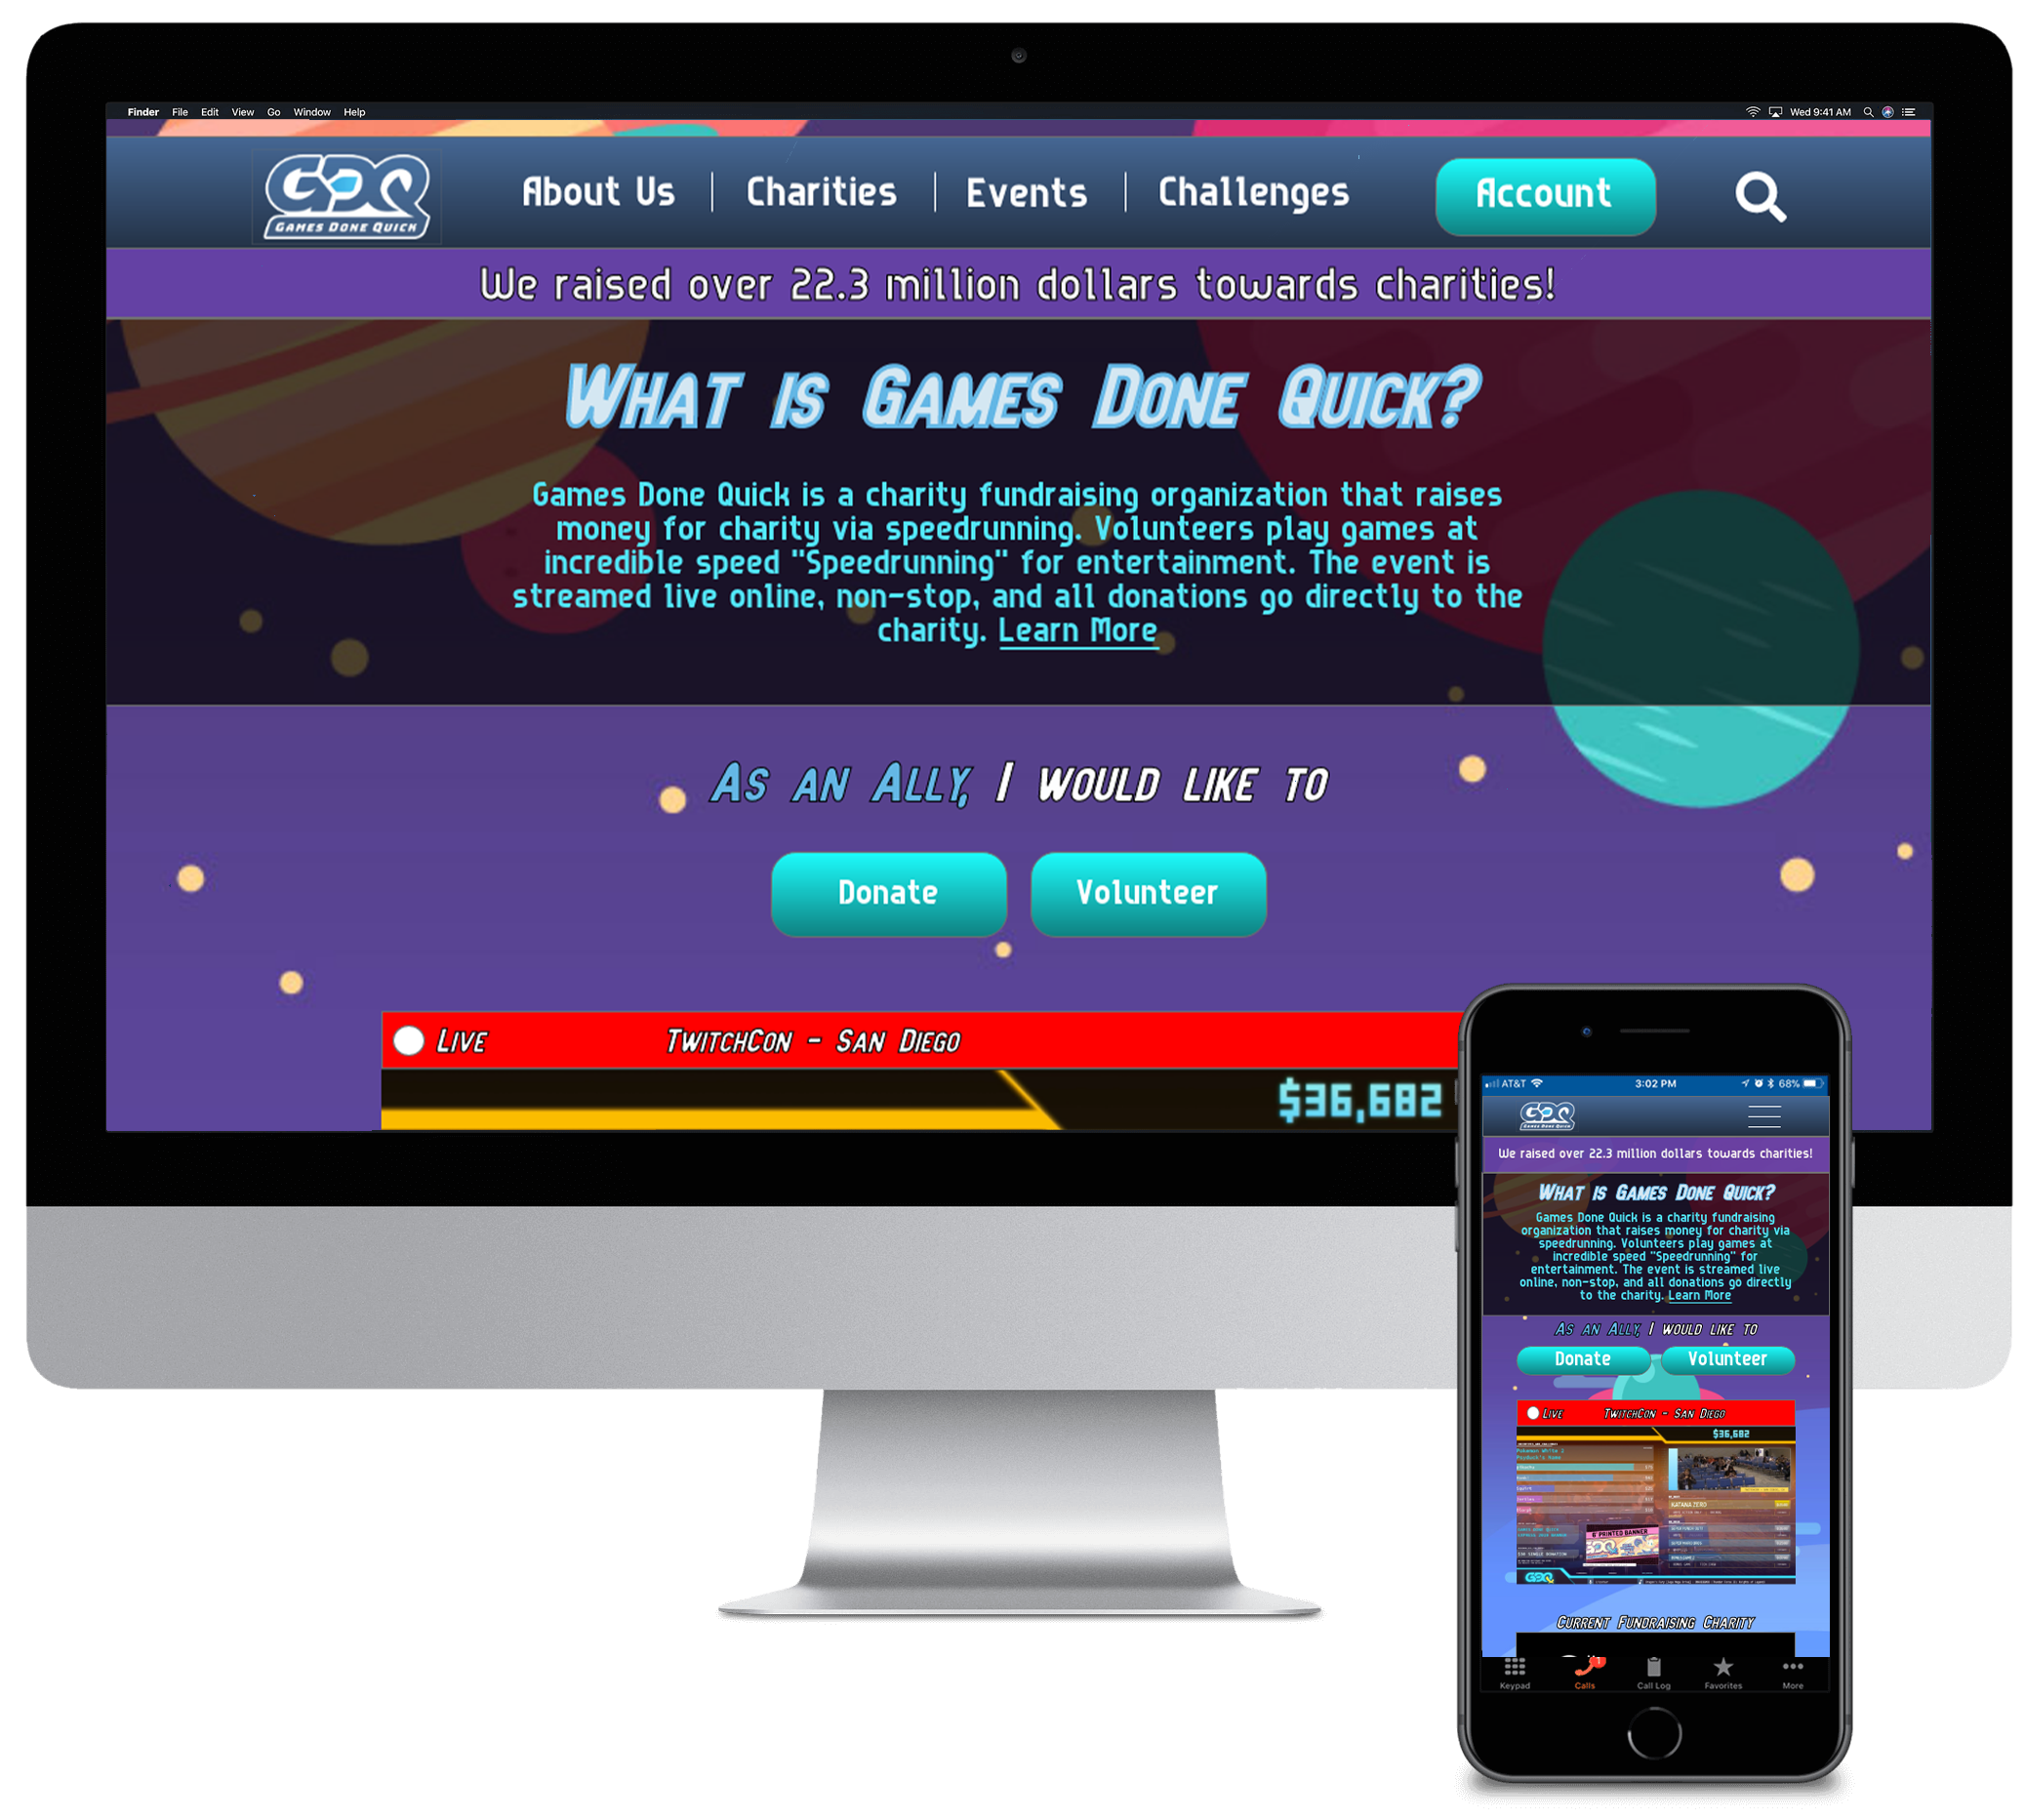 Finder File Edit View Go Window Help
Wed 9:41 AM
GDQ
GAMES DONE QUICK
About Us
Charities
Events
Challenges
Account
We raised over 22.3 million dollars towards charities!
WHAT IS GAMES DONE QUICK?
Games Done Quick is a charity fundraising organization that raises
money for charity via speedrunning. Volunteers play games at
incredible speed "Speedrunning" for entertainment. The event is
streamed live online, non-stop, and all donations go directly to the
charity. Learn More
AS AN ALLY, I WOULD LIKE TO
Donate
Volunteer
LIVE
TWITCHCON - SAN DIEGO
$36,682
AT&T
3:02 PM
68%
GDQ
GAMES DONE QUICK
We raised over 22.3 million dollars towards charities!
WHAT IS GAMES DONE QUICK?
Games Done Quick is a charity fundraising
organization that raises money for charity via
speedrunning. Volunteers play games at
incredible speed "Speedrunning" for
entertainment. The event is streamed live
online, non-stop, and all donations go directly
to the charity. Learn More
AS AN ALLY, I WOULD LIKE TO
Donate
Volunteer
LIVE
TWITCHCON - SAN DIEGO
$36,682
KATANA ZERO
6' PRINTED BANNER
GDQ
GDQ
CURRENT FUNDRAISING CHARITY
1
Keypad
Calls
Call Log
Favorites
More